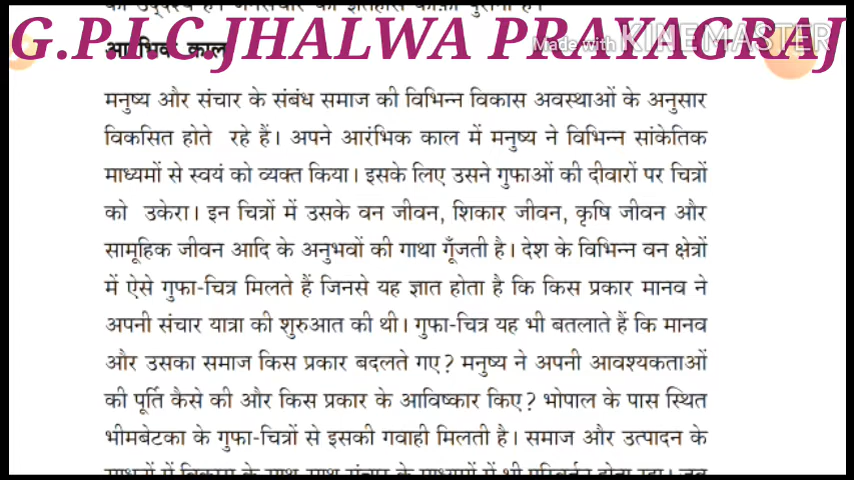 G.P.I.C.JHALWA PRAYAGRAJ
Made with KINEMASTER
आरंभिक काल
मनुष्य और संचार के संबंध समाज की विभिन्न विकास अवस्थाओं के अनुसार
विकसित होते रहे हैं। अपने आरंभिक काल में मनुष्य ने विभिन्न सांकेतिक
माध्यमों से स्वयं को व्यक्त किया। इसके लिए उसने गुफाओं की दीवारों पर चित्रों
को उकेरा। इन चित्रों में उसके वन जीवन, शिकार जीवन, कृषि जीवन और
सामूहिक जीवन आदि के अनुभवों की गाथा गूँजती है। देश के विभिन्न वन क्षेत्रों
में ऐसे गुफा-चित्र मिलते हैं जिनसे यह ज्ञात होता है कि किस प्रकार मानव ने
अपनी संचार यात्रा की शुरुआत की थी। गुफा-चित्र यह भी बतलाते हैं कि मानव
और उसका समाज किस प्रकार बदलते गए? मनुष्य ने अपनी आवश्यकताओं
की पूर्ति कैसे की और किस प्रकार के आविष्कार किए? भोपाल के पास स्थित
भीमबेटका के गुफा-चित्रों से इसकी गवाही मिलती है। समाज और उत्पादन के